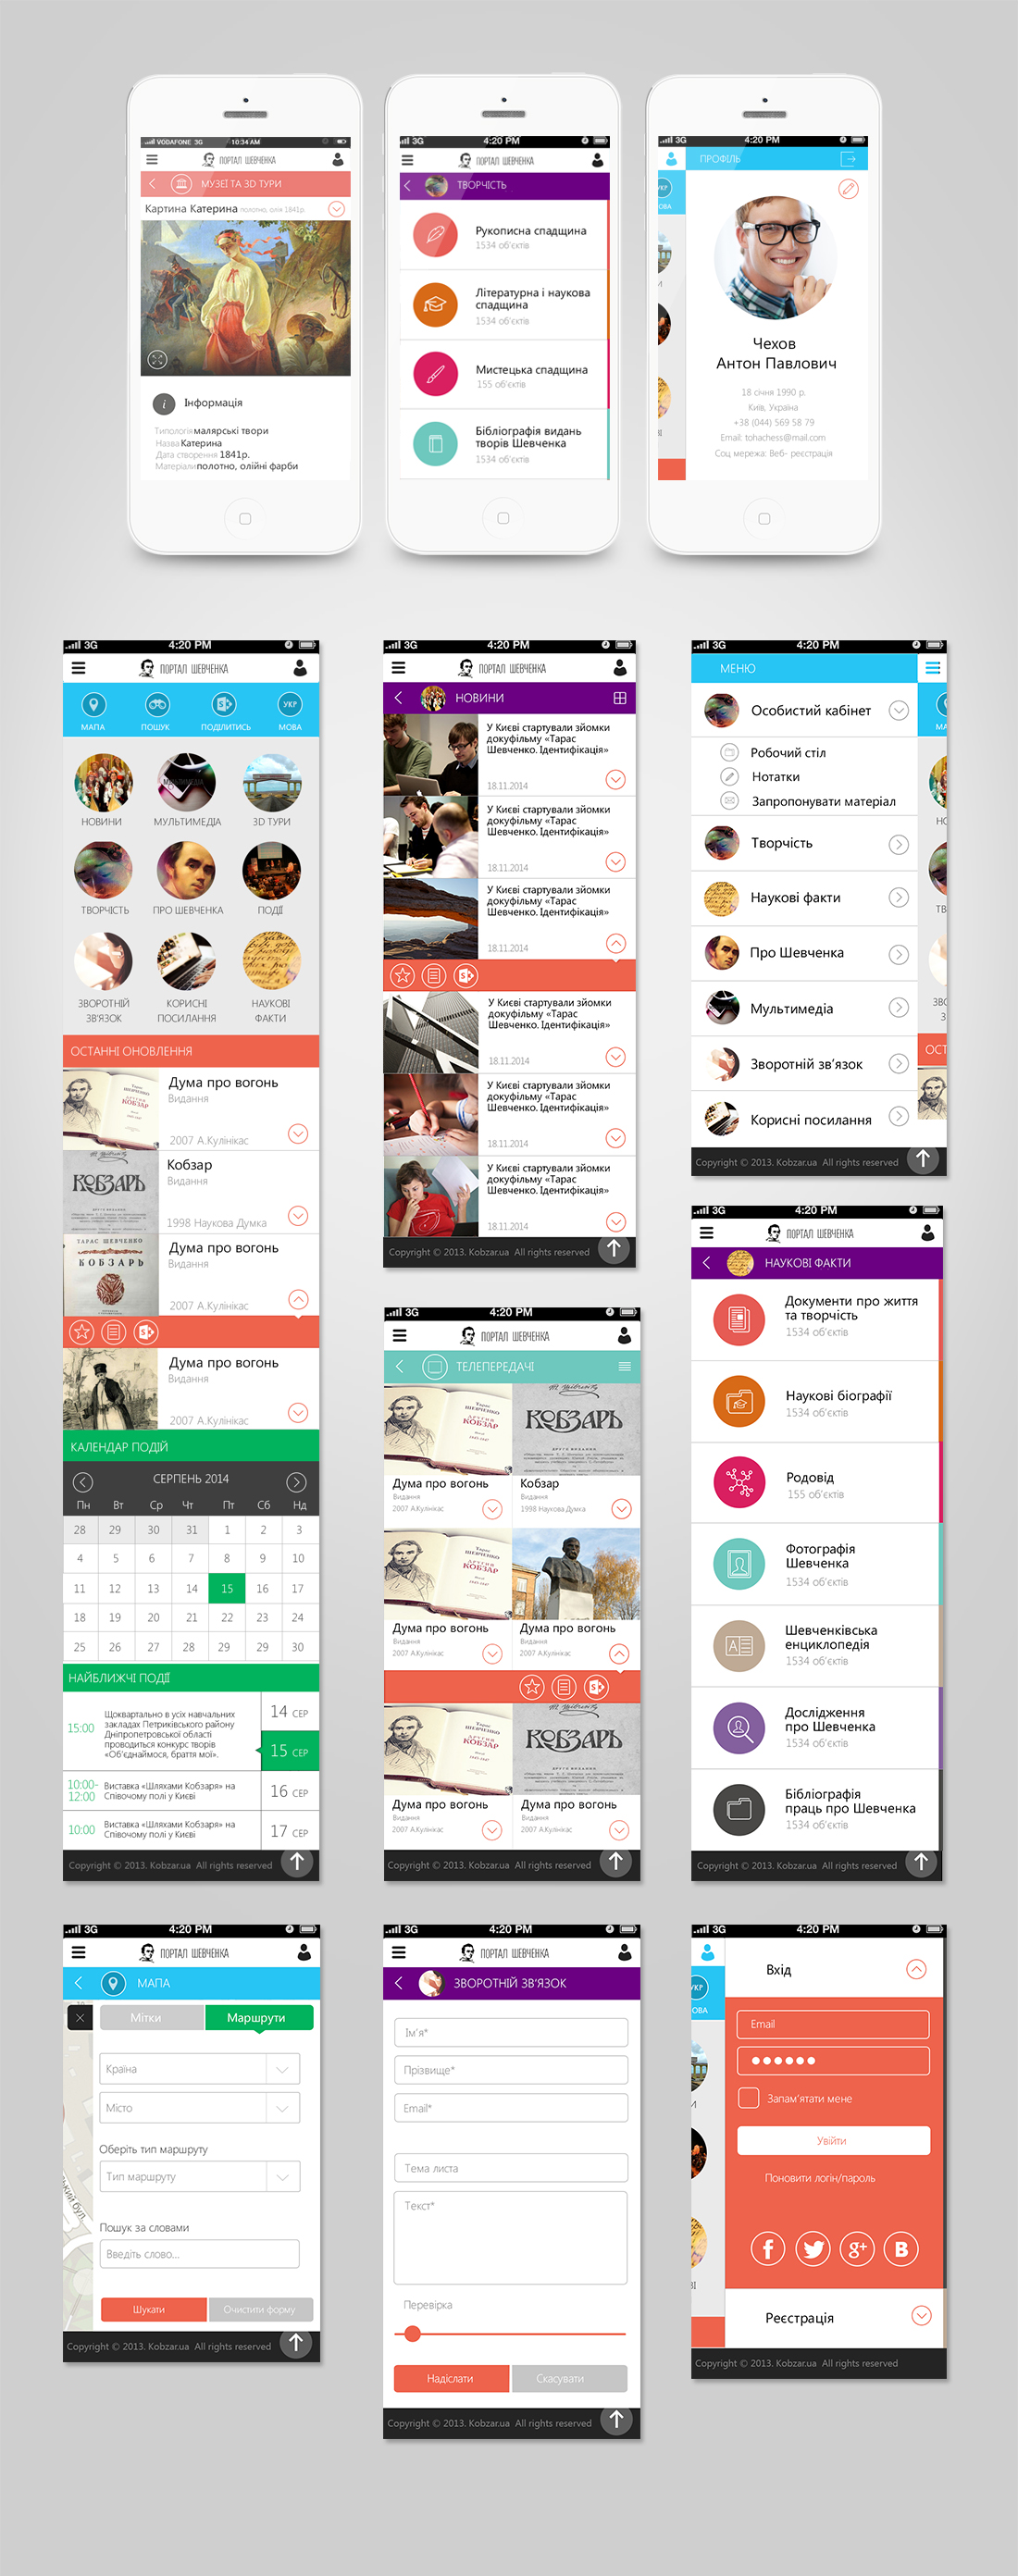 VODAFONE 3G 10:34 AM
ПОРТАЛ ШЕВЧЕНКА
МУЗЕЇ ТА 3D ТУРИ
Картина Катерина полотно, олія 1841р.
Інформація
Типологія малярські твори
Назва Катерина
Дата створення 1841р.
Матеріали полотно, олійні фарби
3G 4:20 PM
ПОРТАЛ ШЕВЧЕНКА
ТВОРЧІСТЬ
Рукописна спадщина
1534 об'єктів
Літературна і наукова
спадщина
1534 об'єктів
Мистецька спадщина
155 об'єктів
Бібліографія видань
творів Шевченка
1534 об'єктів
3G 4:20 PM
ПРОФІЛЬ
УКР
ОВА
Чехов
Антон Павлович
18 січня 1990 р.
Київ, Україна
+38 (044) 569 58 79
Email: tohachess@mail.com
Соц мережа: Веб- реєстрація
3G 4:20 PM
ПОРТАЛ ШЕВЧЕНКА
УКР
МАПА ПОШУК ПОДІЛИТИСЬ МОВА
НОВИНИ МУЛЬТИМЕДІА 3D ТУРИ
ТВОРЧІСТЬ ПРО ШЕВЧЕНКА ПОДІЇ
ЗВОРОТНІЙ КОРИСНІ НАУКОВІ
ЗВ'ЯЗОК ПОСИЛАННЯ ФАКТИ
ОСТАННІ ОНОВЛЕННЯ
Дума про вогонь
Видання
2007 А.Кулінікас
КОБЗАРЬ
Кобзар
Видання
1998 Наукова Думка
ТАРАС ШЕВЧЕНКО
КОБЗАРЬ
Дума про вогонь
Видання
2007 А.Кулінікас
Дума про вогонь
Видання
2007 А.Кулінікас
КАЛЕНДАР ПОДІЙ
СЕРПЕНЬ 2014
Пн Вт Ср Чт Пт Сб Нд
28 29 30 31 1 2 3
4 5 6 7 8 9 10
11 12 13 14 15 16 17
18 19 20 21 22 23 24
25 26 27 28 29 29 30
НАЙБЛИЖЧІ ПОДІЇ
15:00
Щоквартально в усіх навчальних
закладах Петриківського району
Дніпропетровської області
проводиться конкурс творів
«Об'єднаймося, браття мої».
14 СЕР
15 СЕР
10:00-
12:00
Виставка «Шляхами Кобзаря» на
Співочому полі у Києві
16 СЕР
10:00
Виставка «Шляхами Кобзаря» на
Співочому полі у Києві
17 СЕР
Copyright © 2013. Kobzar.ua All rights reserved
3G 4:20 PM
ПОРТАЛ ШЕВЧЕНКА
НОВИНИ
У Києві стартували зйомки
докуфільму «Тарас
Шевченко. Ідентифікація»
18.11.2014
У Києві стартували зйомки
докуфільму «Тарас
Шевченко. Ідентифікація»
18.11.2014
У Києві стартували зйомки
докуфільму «Тарас
Шевченко. Ідентифікація»
18.11.2014
У Києві стартували зйомки
докуфільму «Тарас
Шевченко. Ідентифікація»
18.11.2014
У Києві стартували зйомки
докуфільму «Тарас
Шевченко. Ідентифікація»
18.11.2014
У Києві стартували зйомки
докуфільму «Тарас
Шевченко. Ідентифікація»
18.11.2014
Copyright © 2013. Kobzar.ua All rights reserved
3G 4:20 PM
ПОРТАЛ ШЕВЧЕНКА
ТЕЛЕПЕРЕДАЧІ
КОБЗАРЬ
Дума про вогонь
Видання
2007 А.Кулінікас
Кобзар
Видання
1998 Наукова Думка
Дума про вогонь
Видання
2007 А.Кулінікас
Дума про вогонь
Видання
2007 А.Кулінікас
КОБЗАРЬ
Дума про вогонь
Видання
2007 А.Кулінікас
Дума про вогонь
Видання
2007 А.Кулінікас
Copyright © 2013. Kobzar.ua All rights reserved
3G 4:20 PM
МЕНЮ
Особистий кабінет
Робочий стіл
Нотатки
Запропонувати матеріал
Творчість
Наукові факти
Про Шевченка
Мультимедіа
Зворотній зв'язок
Корисні посилання
Copyright © 2013. Kobzar.ua All rights reserved
3G 4:20 PM
ПОРТАЛ ШЕВЧЕНКА
НАУКОВІ ФАКТИ
Документи про життя
та творчість
1534 об'єктів
Наукові біографії
1534 об'єктів
Родовід
155 об'єктів
Фотографія
Шевченка
1534 об'єктів
Шевченківська
енциклопедія
1534 об'єктів
Дослідження
про Шевченка
1534 об'єктів
Бібліографія
праць про Шевченка
1534 об'єктів
Copyright © 2013. Kobzar.ua All rights reserved
3G 4:20 PM
ПОРТАЛ ШЕВЧЕНКА
МАПА
Мітки Маршрути
Країна
Місто
Оберіть тип маршруту
Тип маршруту
Пошук за словами
Введіть слово...
Шукати Очистити форму
Copyright © 2013. Kobzar.ua All rights reserved
3G 4:20 PM
ПОРТАЛ ШЕВЧЕНКА
ЗВОРОТНІЙ ЗВ'ЯЗОК
Ім'я*
Прізвище*
Email*
Тема листа
Текст*
Перевірка
Надіслати Скасувати
Copyright © 2013. Kobzar.ua All rights reserved
3G 4:20 PM
УКР
ОВА
Вхід
Email
Запам'ятати мене
Увійти
Поновити логін/пароль
Реєстрація
Copyright © 2013. Kobzar.ua All rights reserved